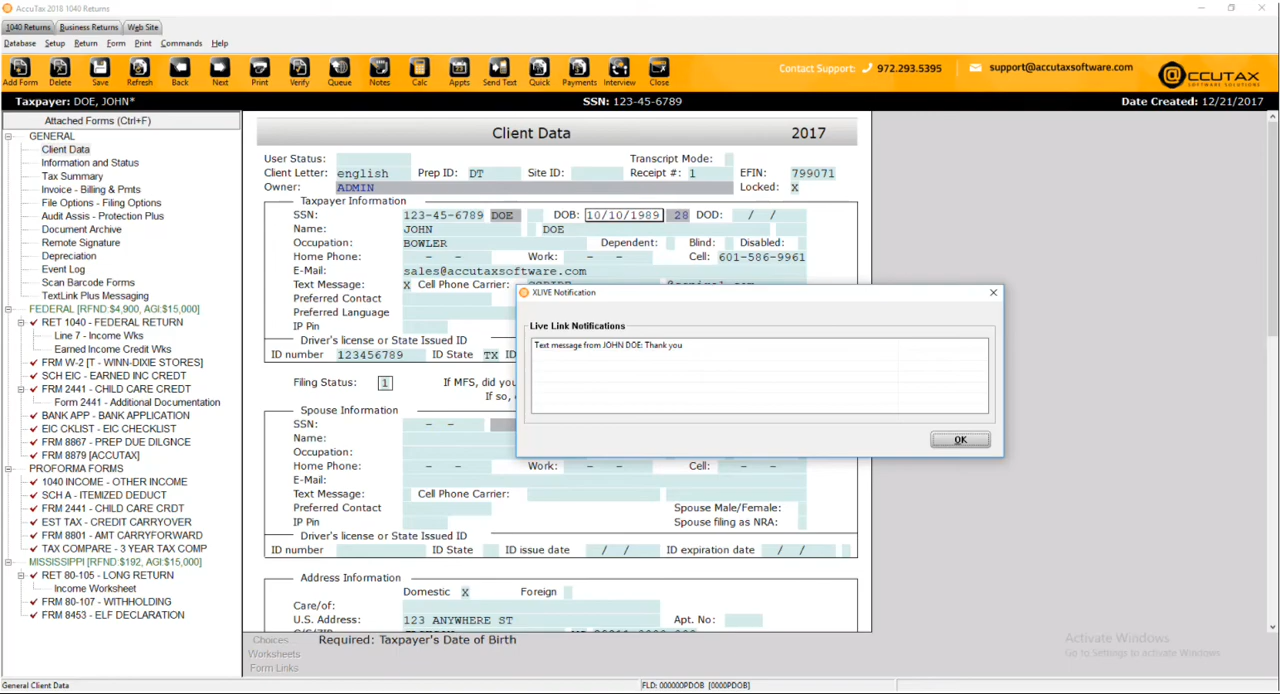 AccuTax 2018 1040 Returns
1040 Returns Business Returns Web Site
Database Setup Return Form Print Commands Help
Add Form Delete Save Refresh Back Next Print Verify Queue Notes Calc Appts Send Text Quick Payments Interview Close
Contact Support: 972.293.5395 support@accutaxsoftware.com @CCUTAX
SOFTWARE SOLUTIONS
Taxpayer: DOE, JOHN* SSN: 123-45-6789 Date Created: 12/21/2017
Attached Forms (Ctrl+F)
GENERAL
Client Data
Information and Status
Tax Summary
Invoice - Billing & Pmts
File Options - Filing Options
Audit Assis - Protection Plus
Document Archive
Remote Signature
Depreciation
Event Log
Scan Barcode Forms
TextLink Plus Messaging
FEDERAL [RFND:$4,900, AGI:$15,000]
RET 1040 - FEDERAL RETURN
Line 7 - Income Wks
Earned Income Credit Wks
FRM W-2 [T - WINN-DIXIE STORES]
SCH EIC - EARNED INC CREDT
FRM 2441 - CHILD CARE CREDT
Form 2441 - Additional Documentation
BANK APP - BANK APPLICATION
EIC CKLIST - EIC CHECKLIST
FRM 8867 - PREP DUE DILGNCE
FRM 8879 [ACCUTAX]
PROFORMA FORMS
1040 INCOME - OTHER INCOME
SCH A - ITEMIZED DEDUCT
FRM 2441 - CHILD CARE CRDT
EST TAX - CREDIT CARRYOVER
FRM 8801 - AMT CARRYFORWARD
TAX COMPARE - 3 YEAR TAX COMP
MISSISSIPPI [RFND:$192, AGI:$15,000]
RET 80-105 - LONG RETURN
Income Worksheet
FRM 80-107 - WITHHOLDING
FRM 8453 - ELF DECLARATION
Client Data 2017
User Status: Transcript Mode:
Client Letter: english Prep ID: DT Site ID: Receipt #: 1 EFIN: 799071
Owner: ADMIN Locked: X
Taxpayer Information
SSN: 123-45-6789 DOE DOB: 10/10/1989 28 DOD: / /
Name: JOHN DOE
Occupation: BOWLER Dependent: Blind: Disabled:
Home Phone: - - Work: - - Cell: 601-586-9961
E-Mail: sales@accutaxsoftware.com
Text Message: X Cell Phone Carrier:
Preferred Contact
Preferred Language
IP Pin
Driver's license or State Issued ID
ID number 123456789 ID State TX ID
Filing Status: 1 If MFS, did you
If so,
Spouse Information
SSN: - -
Name:
Occupation:
Home Phone: - - Work: - - Cell: - -
E-Mail:
Text Message: Cell Phone Carrier:
Preferred Contact Spouse Male/Female:
IP Pin Spouse filing as NRA:
Driver's license or State Issued ID
ID number ID State ID issue date / / ID expiration date / /
Address Information
Domestic X Foreign
Care/of:
U.S. Address: 123 ANYWHERE ST Apt. No:
XLIVE Notification
Live Link Notifications
Text message from JOHN DOE: Thank you
OK
Choices
Worksheets
Form Links
Required: Taxpayer's Date of Birth
Activate Windows
Go to Settings to activate Windows.
General Client Data FLD: 000000PDOB [0000PDOB]